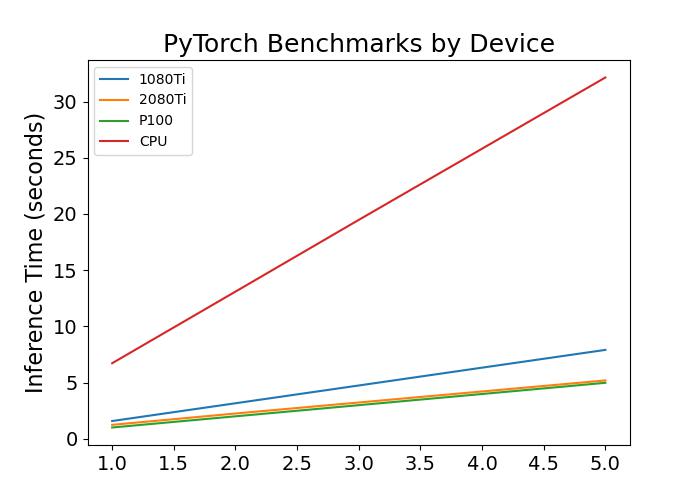 PyTorch Benchmarks by Device
1080Ti
2080Ti
P100
CPU
Inference Time (seconds)
30
25
20
15
10
5
0
1.0 1.5 2.0 2.5 3.0 3.5 4.0 4.5 5.0